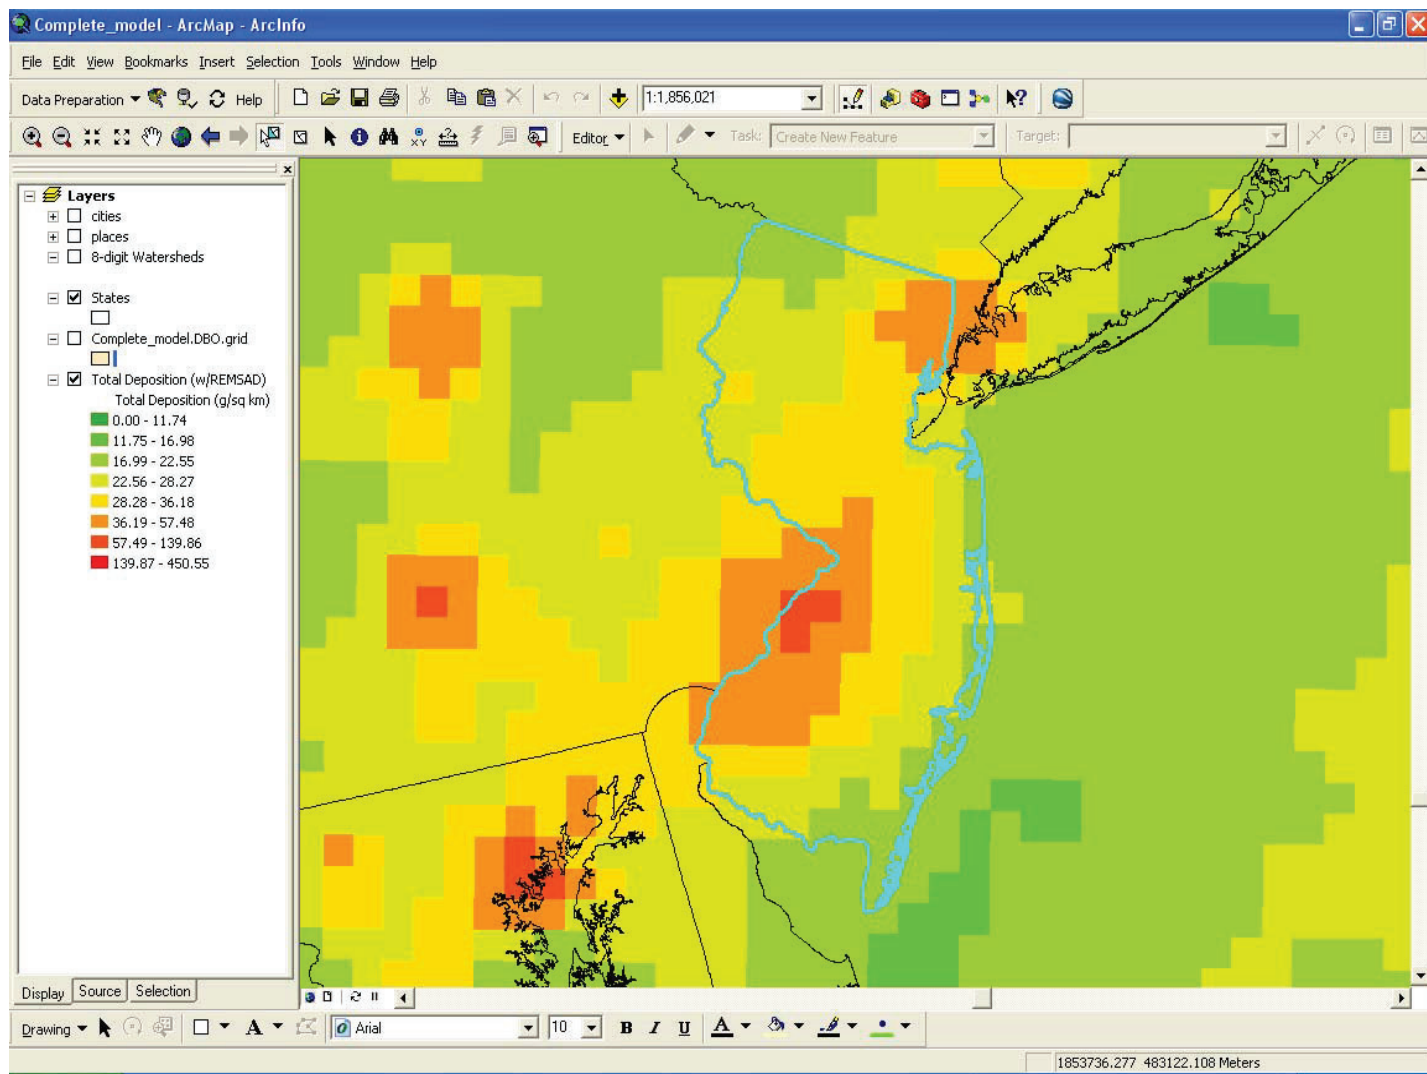 Complete_model - ArcMap - ArcInfo
File Edit View Bookmarks Insert Selection Tools Window Help
Data Preparation Help 1:1,856,021
Editor Task: Create New Feature Target:
Layers
cities
places
8-digit Watersheds
States
Complete_model.DBO.grid
Total Deposition (w/REMSAD)
Total Deposition (g/sq km)
0.00 - 11.74
11.75 - 16.98
16.99 - 22.55
22.56 - 28.27
28.28 - 36.18
36.19 - 57.48
57.49 - 139.86
139.87 - 450.55
Display Source Selection
Drawing A Arial 10 B I U A
1853736.277 483122.108 Meters